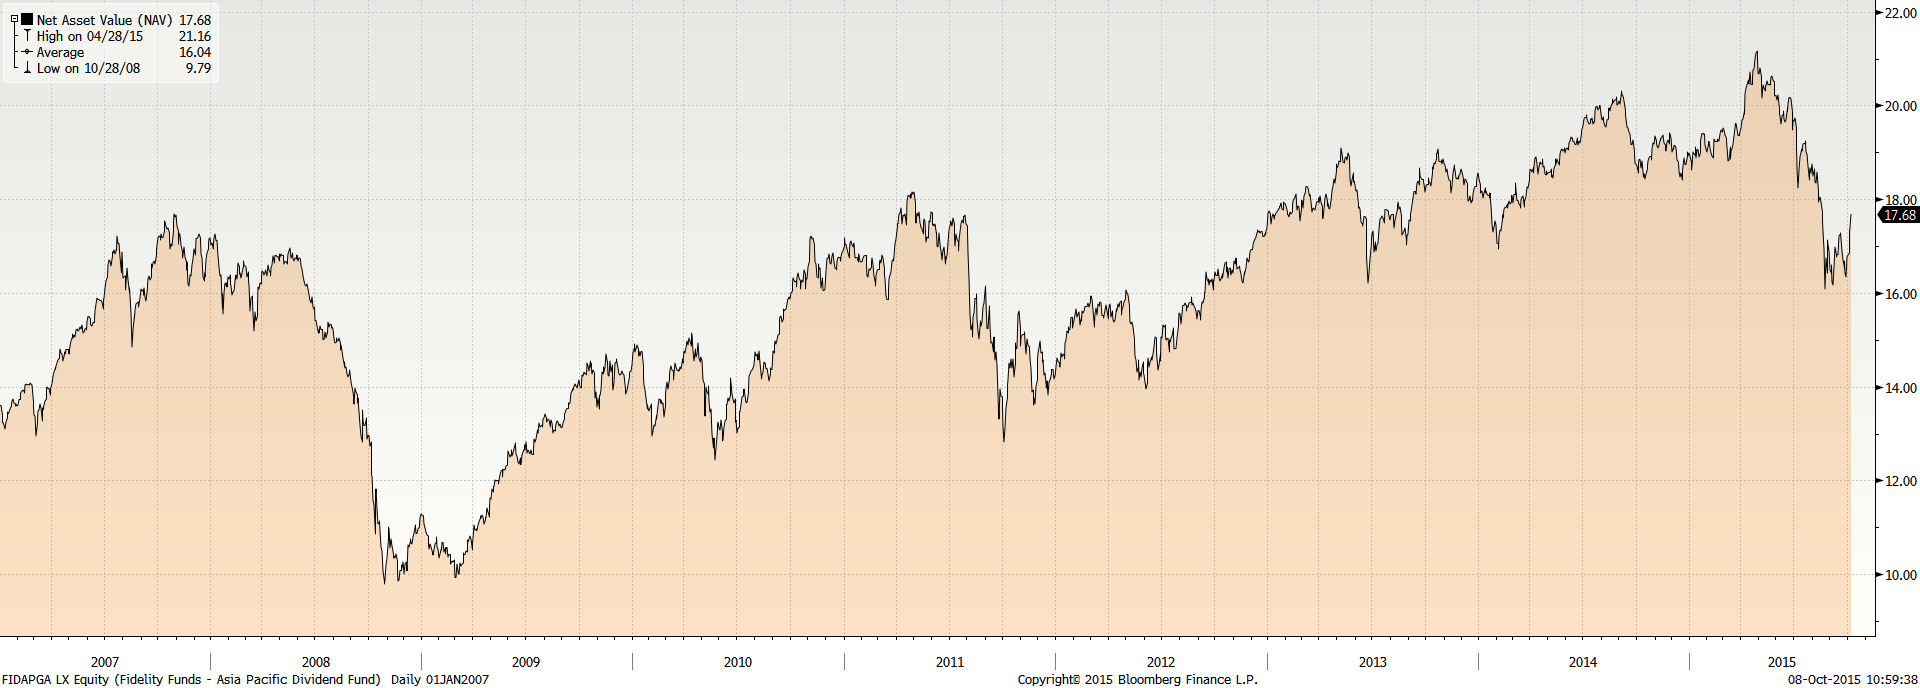 Net Asset Value (NAV) 17.68
High on 04/28/15 21.16
Average 16.04
Low on 10/28/08 9.79
22.00
20.00
18.00
17.68
16.00
14.00
12.00
10.00
2007 2008 2009 2010 2011 2012 2013 2014 2015
FIDAPGA LX Equity (Fidelity Funds - Asia Pacific Dividend Fund) Daily 01JAN2007 Copyright© 2015 Bloomberg Finance L.P. 08-Oct-2015 10:59:38